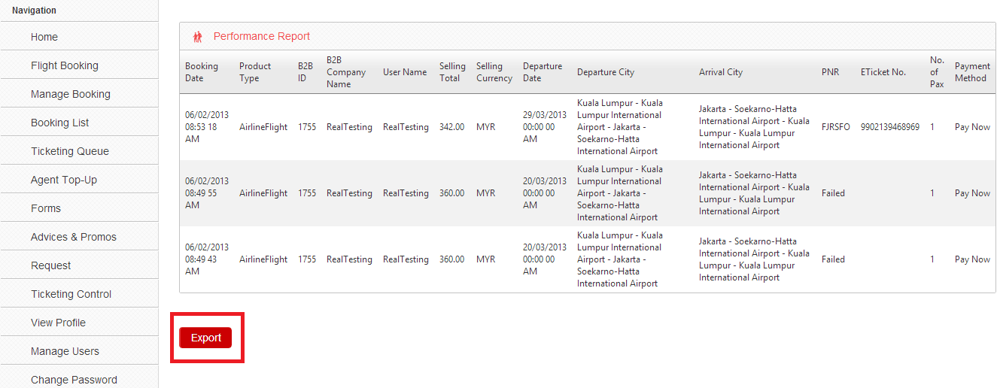 Navigation
Home
Flight Booking
Manage Booking
Booking List
Ticketing Queue
Agent Top-Up
Forms
Advices & Promos
Request
Ticketing Control
View Profile
Manage Users
Change Password
Performance Report
Booking
Date
Product
Type
B2B
ID
B2B
Company
Name
User Name
Selling
Total
Selling
Currency
Departure
Date
Departure City
Arrival City
PNR
ETicket No.
No.
of
Pax
Payment
Method
06/02/2013
08:53 18
AM
AirlineFlight
1755
RealTesting
RealTesting
342.00
MYR
29/03/2013
00:00 00
AM
Kuala Lumpur - Kuala
Lumpur International
Airport - Jakarta -
Soekarno-Hatta
International Airport
Jakarta - Soekarno-Hatta
International Airport - Kuala
Lumpur - Kuala Lumpur
International Airport
FJRSFO
9902139468969
1
Pay Now
06/02/2013
08:49 55
AM
AirlineFlight
1755
RealTesting
RealTesting
360.00
MYR
20/03/2013
00:00 00
AM
Kuala Lumpur - Kuala
Lumpur International
Airport - Jakarta -
Soekarno-Hatta
International Airport
Jakarta - Soekarno-Hatta
International Airport - Kuala
Lumpur - Kuala Lumpur
International Airport
Failed
1
Pay Now
06/02/2013
08:49 43
AM
AirlineFlight
1755
RealTesting
RealTesting
360.00
MYR
20/03/2013
00:00 00
AM
Kuala Lumpur - Kuala
Lumpur International
Airport - Jakarta -
Soekarno-Hatta
International Airport
Jakarta - Soekarno-Hatta
International Airport - Kuala
Lumpur - Kuala Lumpur
International Airport
Failed
1
Pay Now
Export